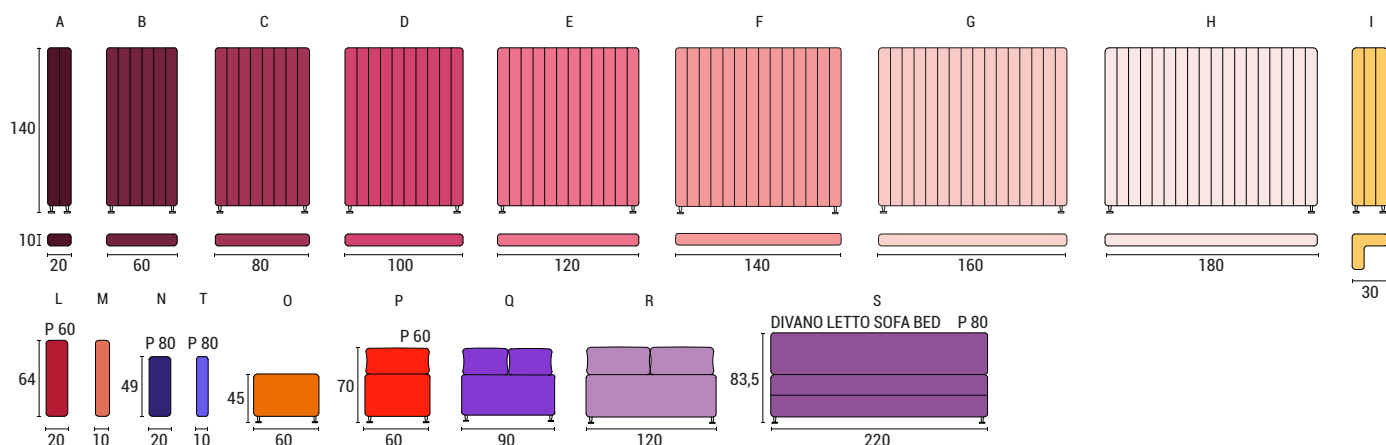 A B C D E F G H I
140
10
20 60 80 100 120 140 160 180
30
L M N T O P Q R S
P 60 P 80 P 80 P 60 DIVANO LETTO SOFA BED P 80
64 49 45 70 83,5
20 10 20 10 60 60 90 120 220